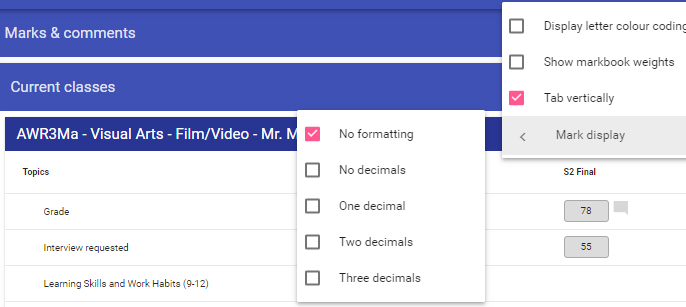 Marks & comments
Current classes
AWR3Ma - Visual Arts - Film/Video - Mr.
Topics
S2 Final
Grade
78
Interview requested
55
Learning Skills and Work Habits (9-12)
Display letter colour coding
Show markbook weights
Tab vertically
Mark display
No formatting
No decimals
One decimal
Two decimals
Three decimals